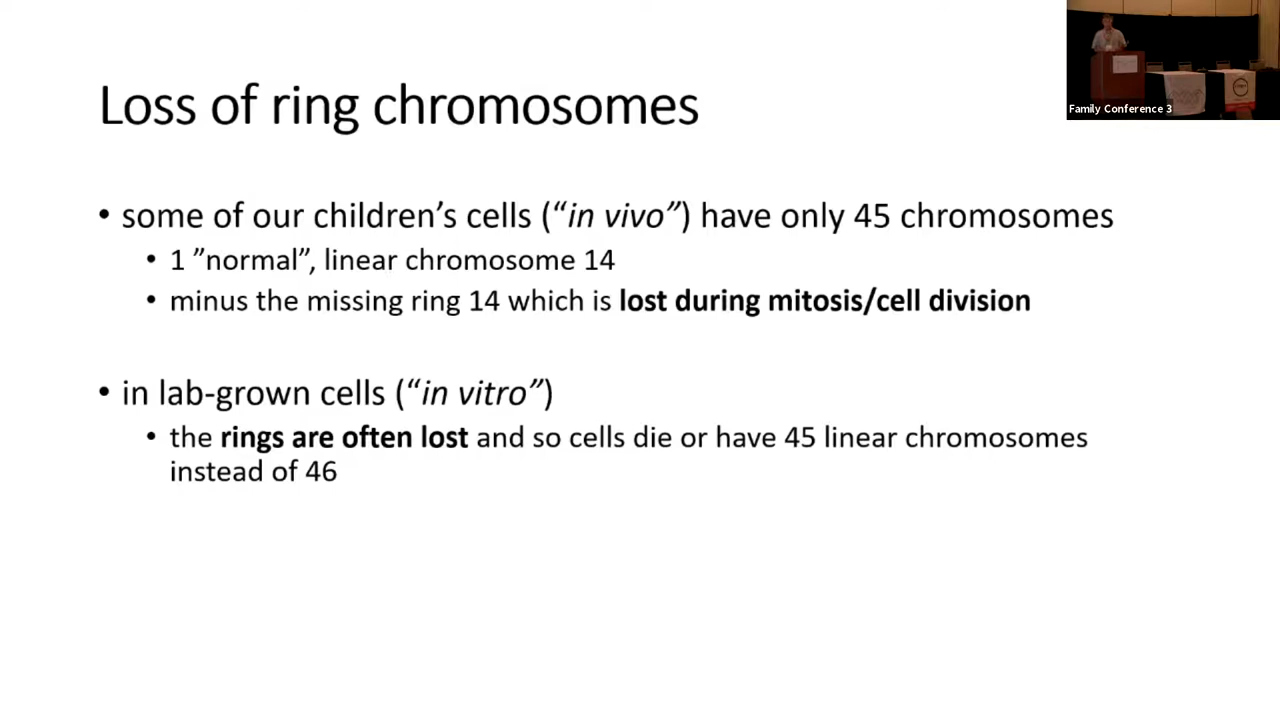 Loss of ring chromosomes
• some of our children’s cells (“in vivo”) have only 45 chromosomes
• 1 ”normal”, linear chromosome 14
• minus the missing ring 14 which is lost during mitosis/cell division
• in lab-grown cells (“in vitro”)
• the rings are often lost and so cells die or have 45 linear chromosomes
instead of 46
Family Conference 3